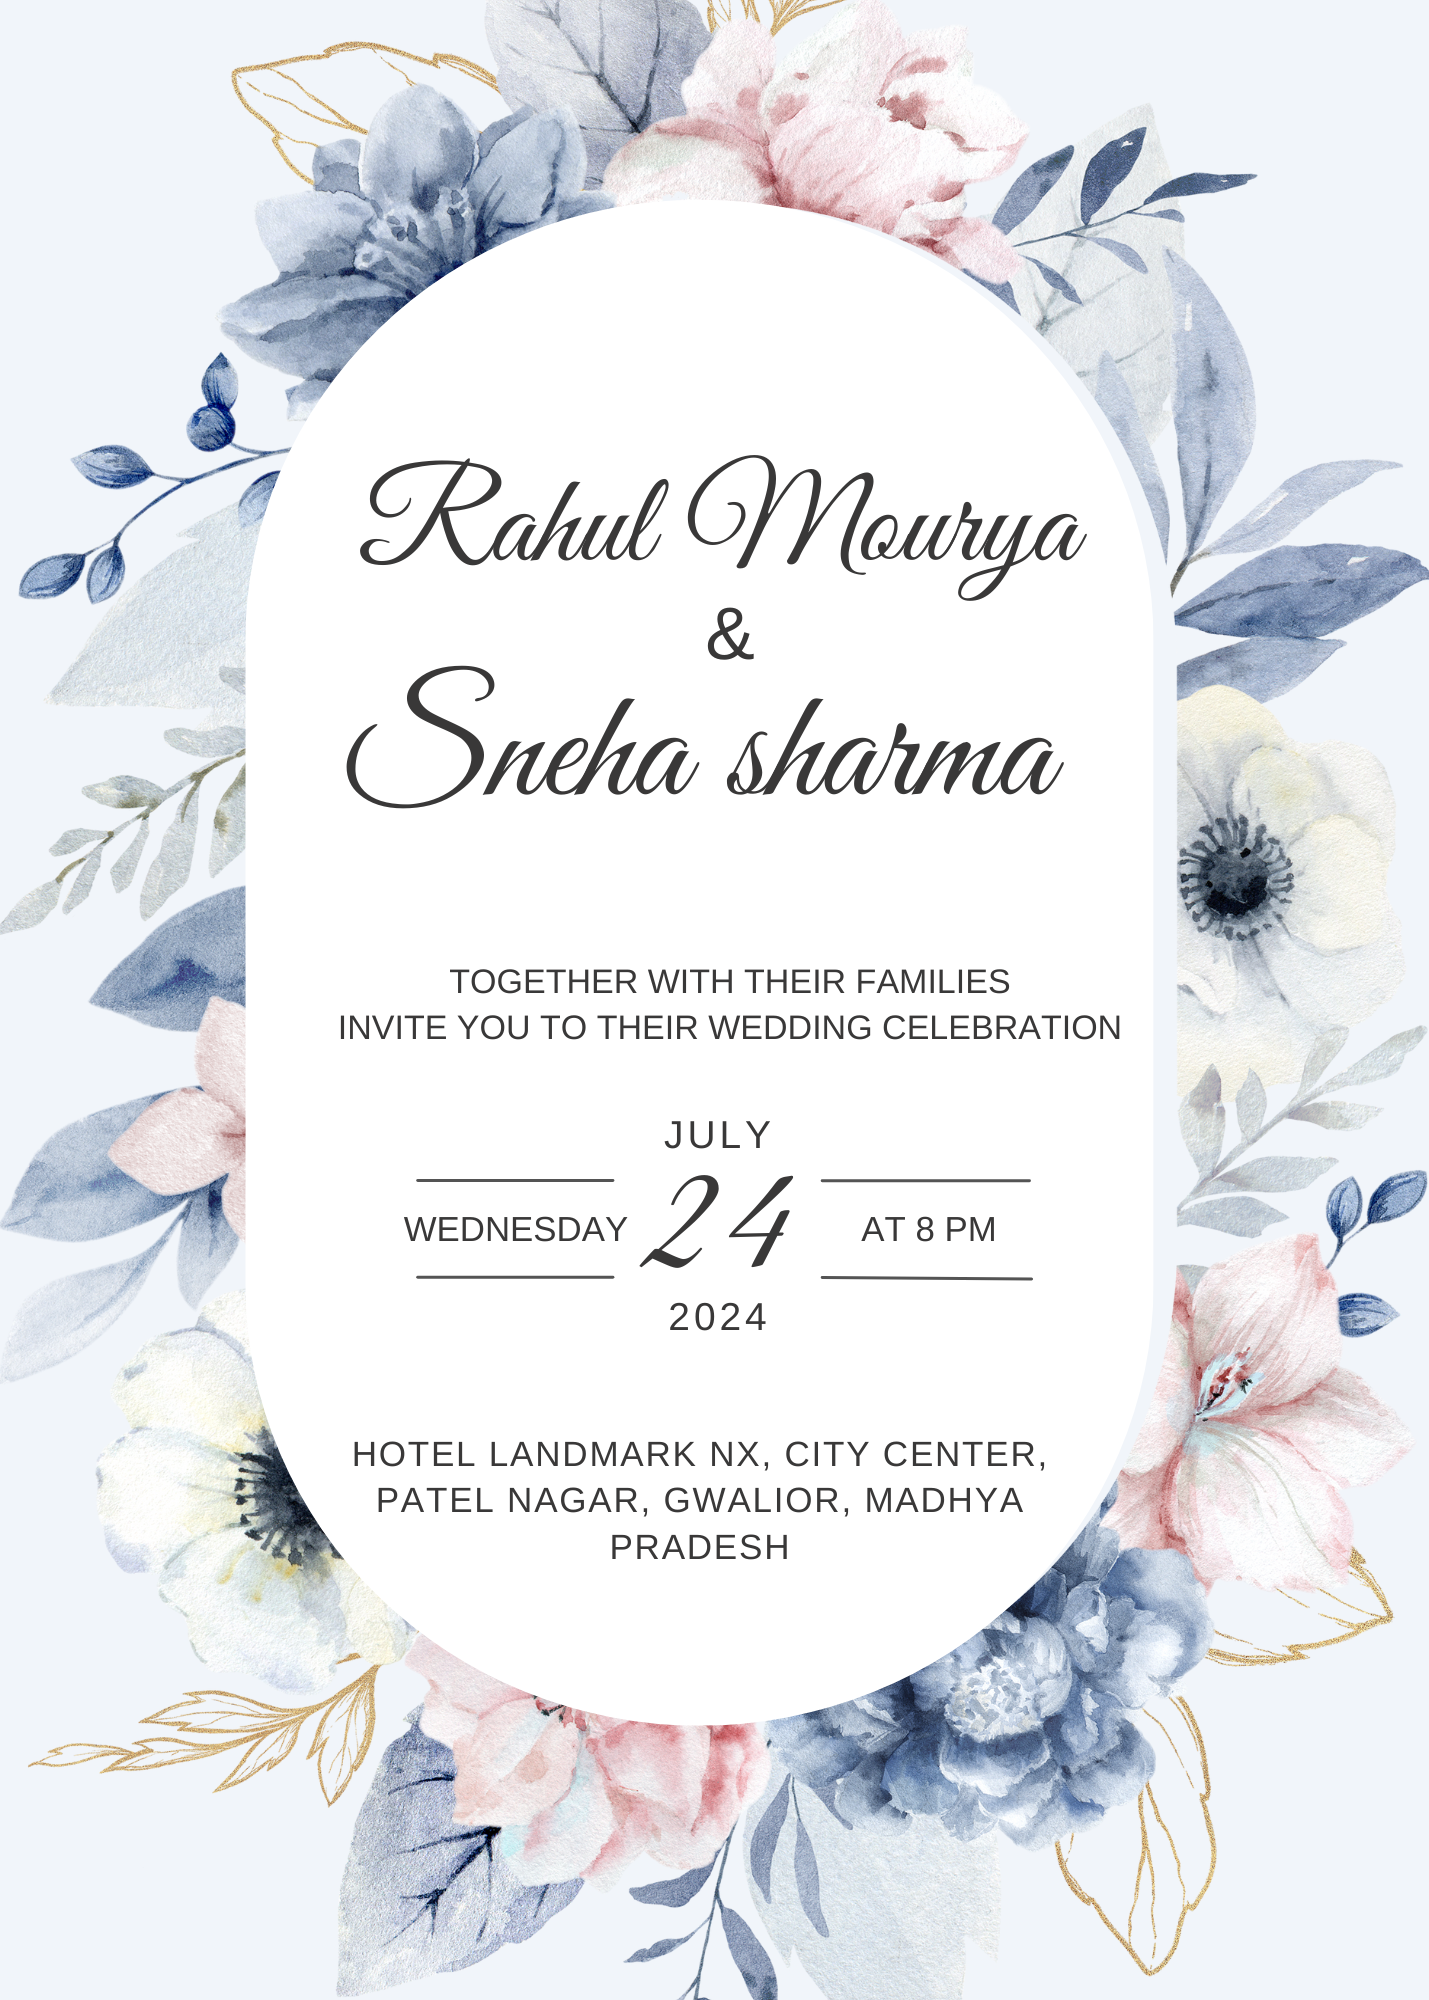 Rahul Mourya
&
Sneha sharma
TOGETHER WITH THEIR FAMILIES
INVITE YOU TO THEIR WEDDING CELEBRATION
JULY
WEDNESDAY 24 AT 8 PM
2024
HOTEL LANDMARK NX, CITY CENTER,
PATEL NAGAR, GWALIOR, MADHYA
PRADESH